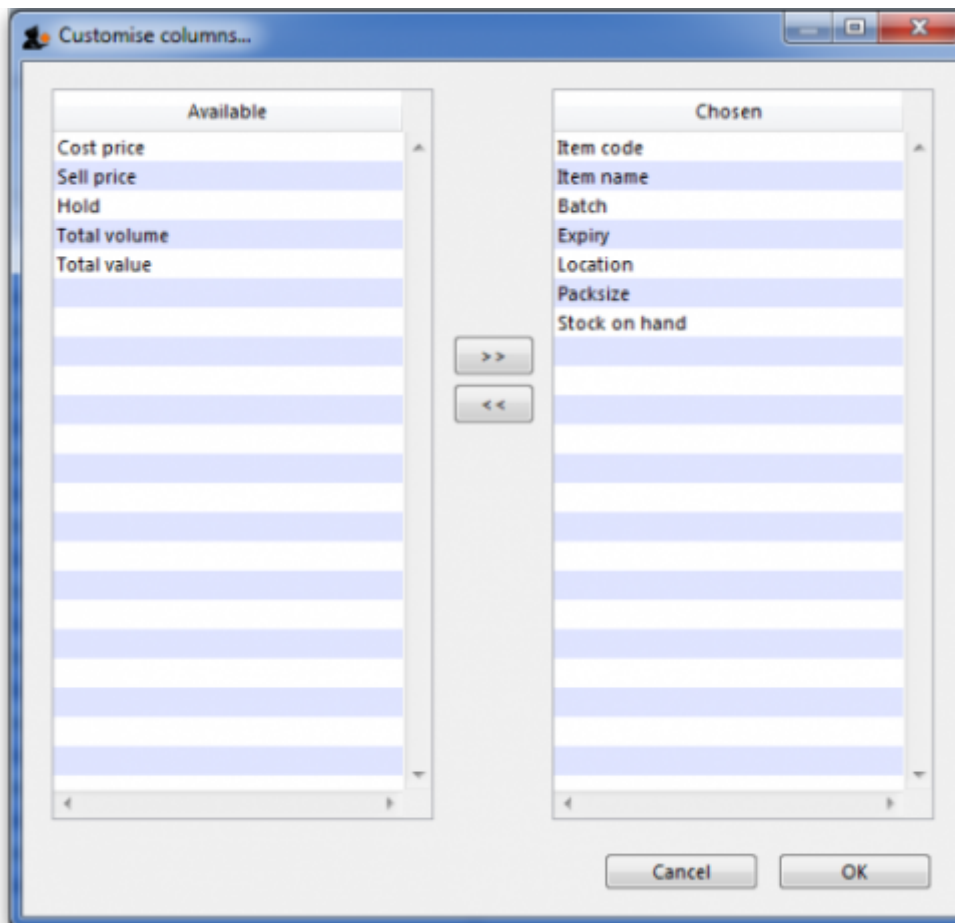 Customise columns...
Available
Cost price
Sell price
Hold
Total volume
Total value
>>
<<
Chosen
Item code
Item name
Batch
Expiry
Location
Packsize
Stock on hand
Cancel
OK